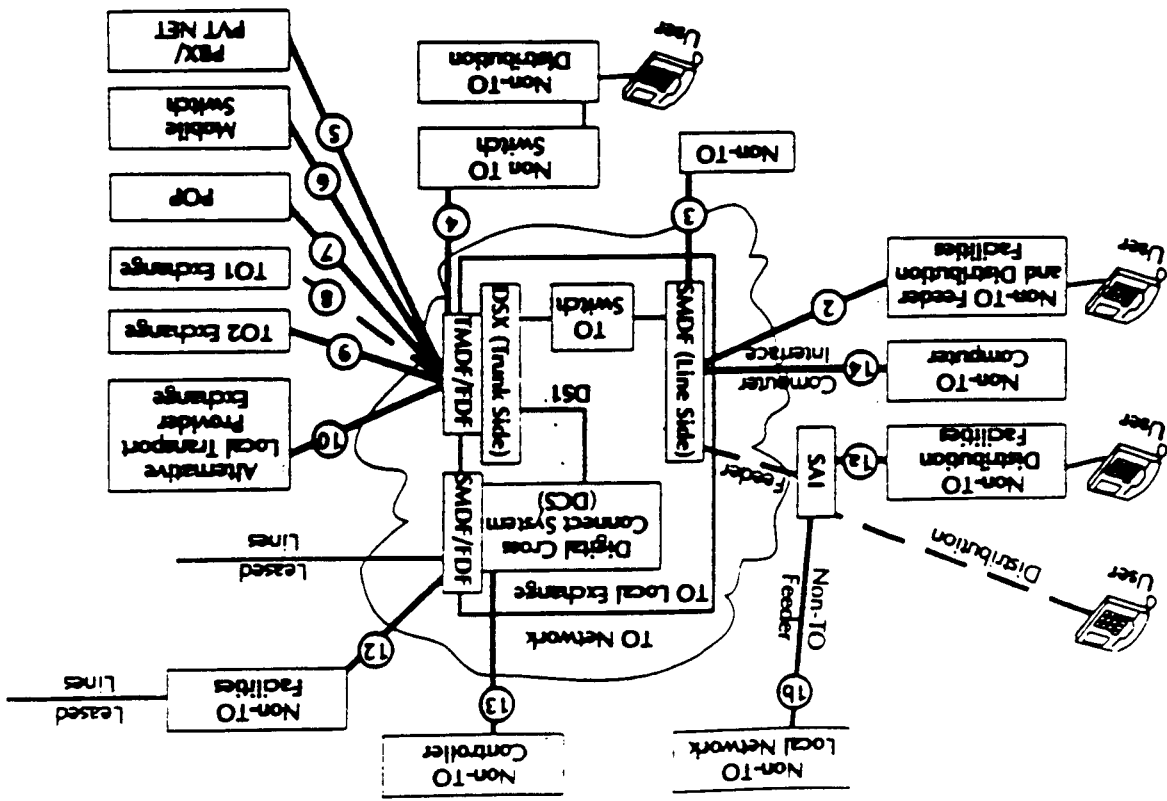 Non-TO
Local Network
Non-TO
Controller
1b
13
Non-TO
Facilities
Leased
Lines
12
User
Distribution
Non-TO
Feeder
TO Network
TO Local Exchange
Leased
Lines
Digital Cross
Connect System
(DCS)
SMDF/FDF
User
Non-TO
Distribution
Facilities
1a
SAI
Feeder
10
Alternative
Local Transport
Provider
Exchange
Non-TO
Computer
14
Computer
Interface
SMDF (Line Side)
DS1
DSX (Trunk Side)
TMDF/FDF
9
TO2 Exchange
User
Non-TO Feeder
and Distribution
Facilities
2
TO
Switch
8
TO1 Exchange
7
POP
3
4
6
Mobile
Switch
Non-TO
Non TO
Switch
5
PBX/
PVT NET
Non-TO
Distribution
User